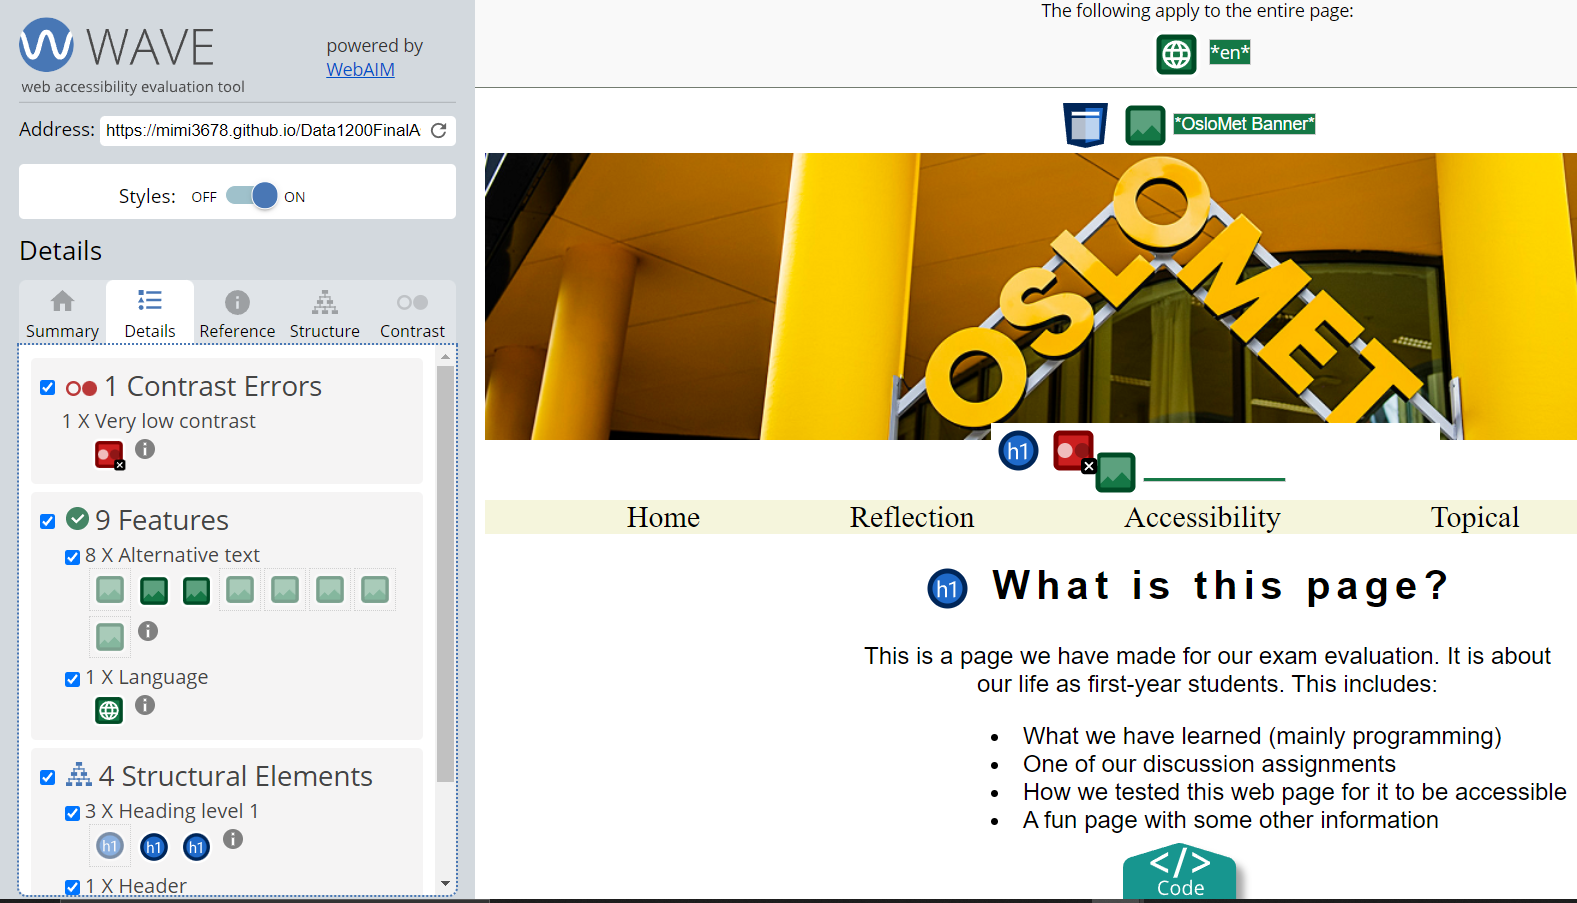 WAVE
web accessibility evaluation tool
powered by
WebAIM
Address: https://mimi3678.github.io/Data1200FinalA
Styles: OFF ON
Details
Summary Details Reference Structure Contrast
1 Contrast Errors
1 X Very low contrast
9 Features
8 X Alternative text
1 X Language
4 Structural Elements
3 X Heading level 1
h1 h1 h1
1 X Header
The following apply to the entire page:
*en*
*OsloMet Banner*
OSLOMET
h1
Home Reflection Accessibility Topical
h1 What is this page?
This is a page we have made for our exam evaluation. It is about
our life as first-year students. This includes:
• What we have learned (mainly programming)
• One of our discussion assignments
• How we tested this web page for it to be accessible
• A fun page with some other information
</>
Code